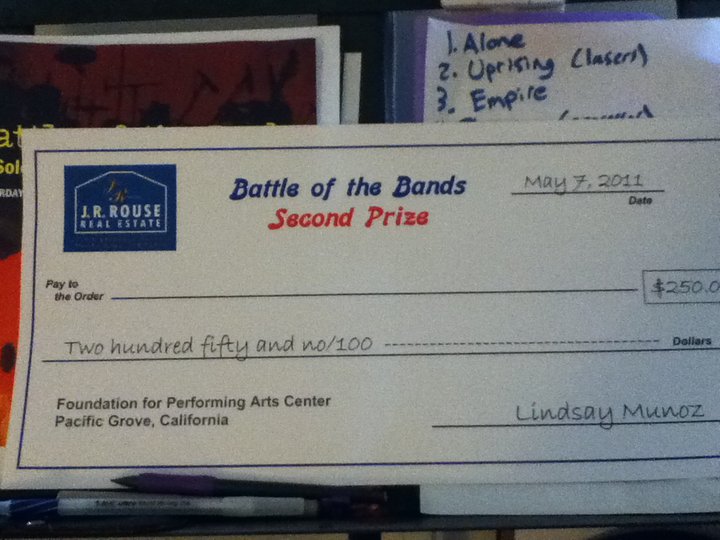 1. Alone
2. Uprising (lasers)
3. Empire
J.R. ROUSE
REAL ESTATE
Battle of the Bands
Second Prize
May 7, 2011
Date
Pay to
the Order
$250.0
Two hundred fifty and no/100
Dollars
Foundation for Performing Arts Center
Pacific Grove, California
Lindsay Munoz